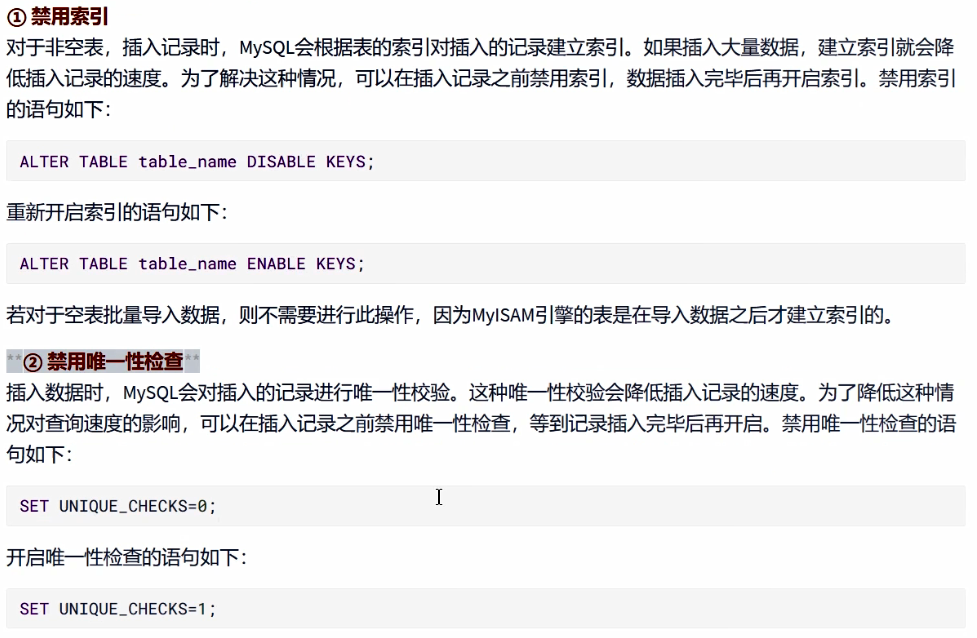 ① 禁用索引
对于非空表，插入记录时，MySQL会根据表的索引对插入的记录建立索引。如果插入大量数据，建立索引就会降
低插入记录的速度。为了解决这种情况，可以在插入记录之前禁用索引，数据插入完毕后再开启索引。禁用索引
的语句如下：
ALTER TABLE table_name DISABLE KEYS;
重新开启索引的语句如下：
ALTER TABLE table_name ENABLE KEYS;
若对于空表批量导入数据，则不需要进行此操作，因为MyISAM引擎的表是在导入数据之后才建立索引的。
**② 禁用唯一性检查**
插入数据时，MySQL会对插入的记录进行唯一性校验。这种唯一性校验会降低插入记录的速度。为了降低这种情
况对查询速度的影响，可以在插入记录之前禁用唯一性检查，等到记录插入完毕后再开启。禁用唯一性检查的语
句如下：
SET UNIQUE_CHECKS=0;
开启唯一性检查的语句如下：
SET UNIQUE_CHECKS=1;